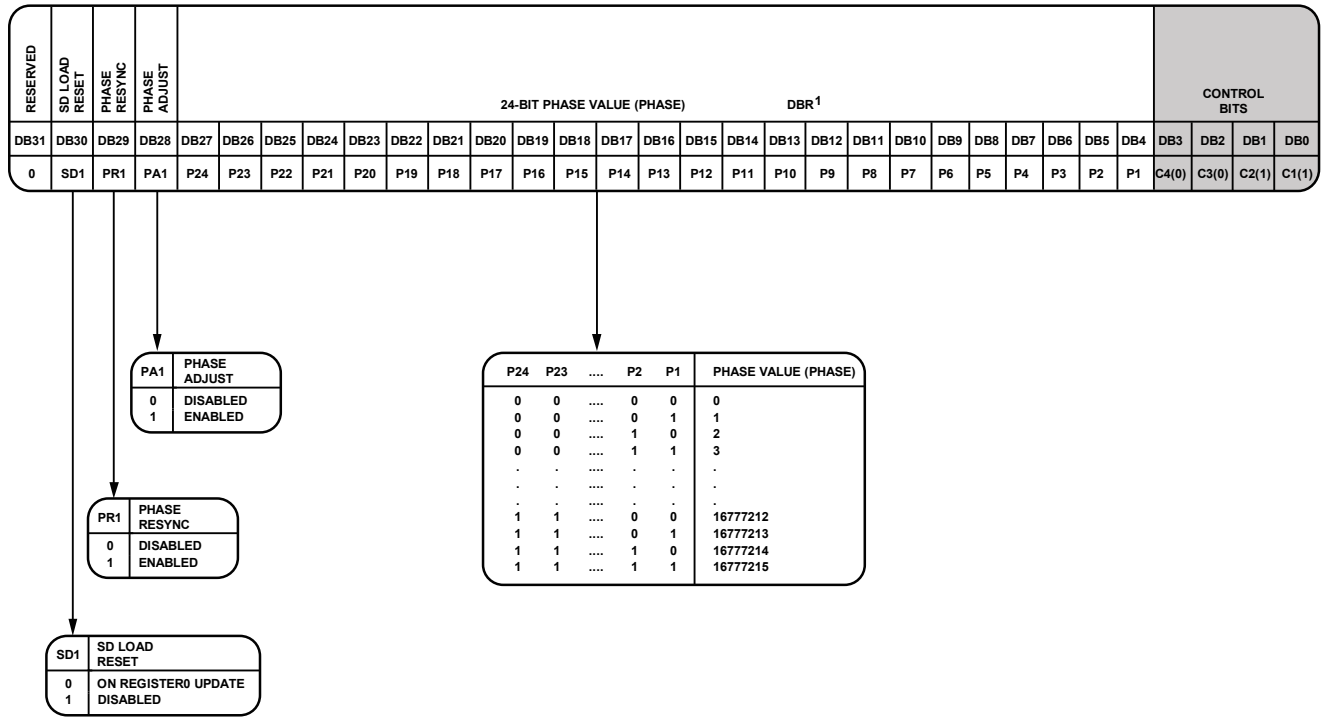 RESERVED
SD LOAD
RESET
PHASE
RESYNC
PHASE
ADJUST
24-BIT PHASE VALUE (PHASE) DBR1
CONTROL
BITS
DB31 DB30 DB29 DB28 DB27 DB26 DB25 DB24 DB23 DB22 DB21 DB20 DB19 DB18 DB17 DB16 DB15 DB14 DB13 DB12 DB11 DB10 DB9 DB8 DB7 DB6 DB5 DB4 DB3 DB2 DB1 DB0
0 SD1 PR1 PA1 P24 P23 P22 P21 P20 P19 P18 P17 P16 P15 P14 P13 P12 P11 P10 P9 P8 P7 P6 P5 P4 P3 P2 P1 C4(0) C3(0) C2(1) C1(1)
PA1 PHASE
ADJUST
0 DISABLED
1 ENABLED
P24 P23 .... P2 P1 PHASE VALUE (PHASE)
0 0 .... 0 0 0
0 0 .... 0 1 1
0 0 .... 1 0 2
0 0 .... 1 1 3
. . .... . . .
. . .... . . .
. . .... . . .
1 1 .... 0 0 16777212
1 1 .... 0 1 16777213
1 1 .... 1 0 16777214
1 1 .... 1 1 16777215
PR1 PHASE
RESYNC
0 DISABLED
1 ENABLED
SD1 SD LOAD
RESET
0 ON REGISTER0 UPDATE
1 DISABLED